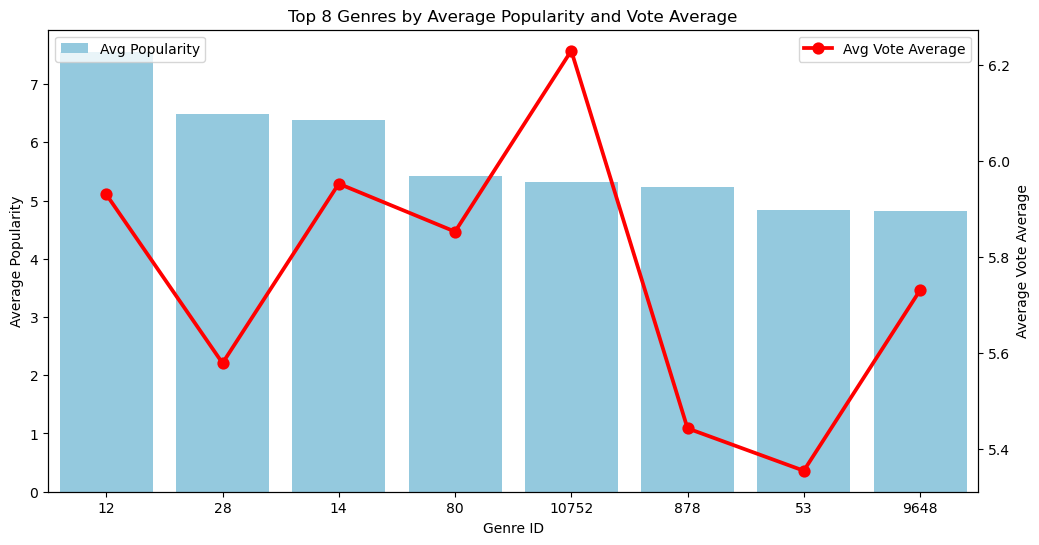 Top 8 Genres by Average Popularity and Vote Average
Avg Popularity
Avg Vote Average
Average Popularity
7
6
5
4
3
2
1
0
6.2
6.0
5.8
5.6
5.4
Average Vote Average
12 28 14 80 10752 878 53 9648
Genre ID